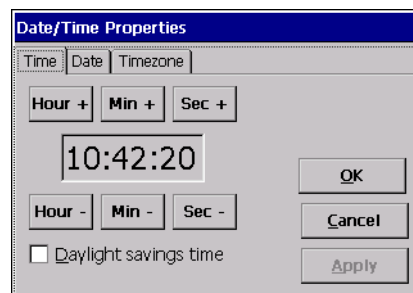 Date/Time Properties
Time Date Timezone
Hour + Min + Sec +
10:42:20
OK
Hour - Min - Sec -
Cancel
Daylight savings time
Apply